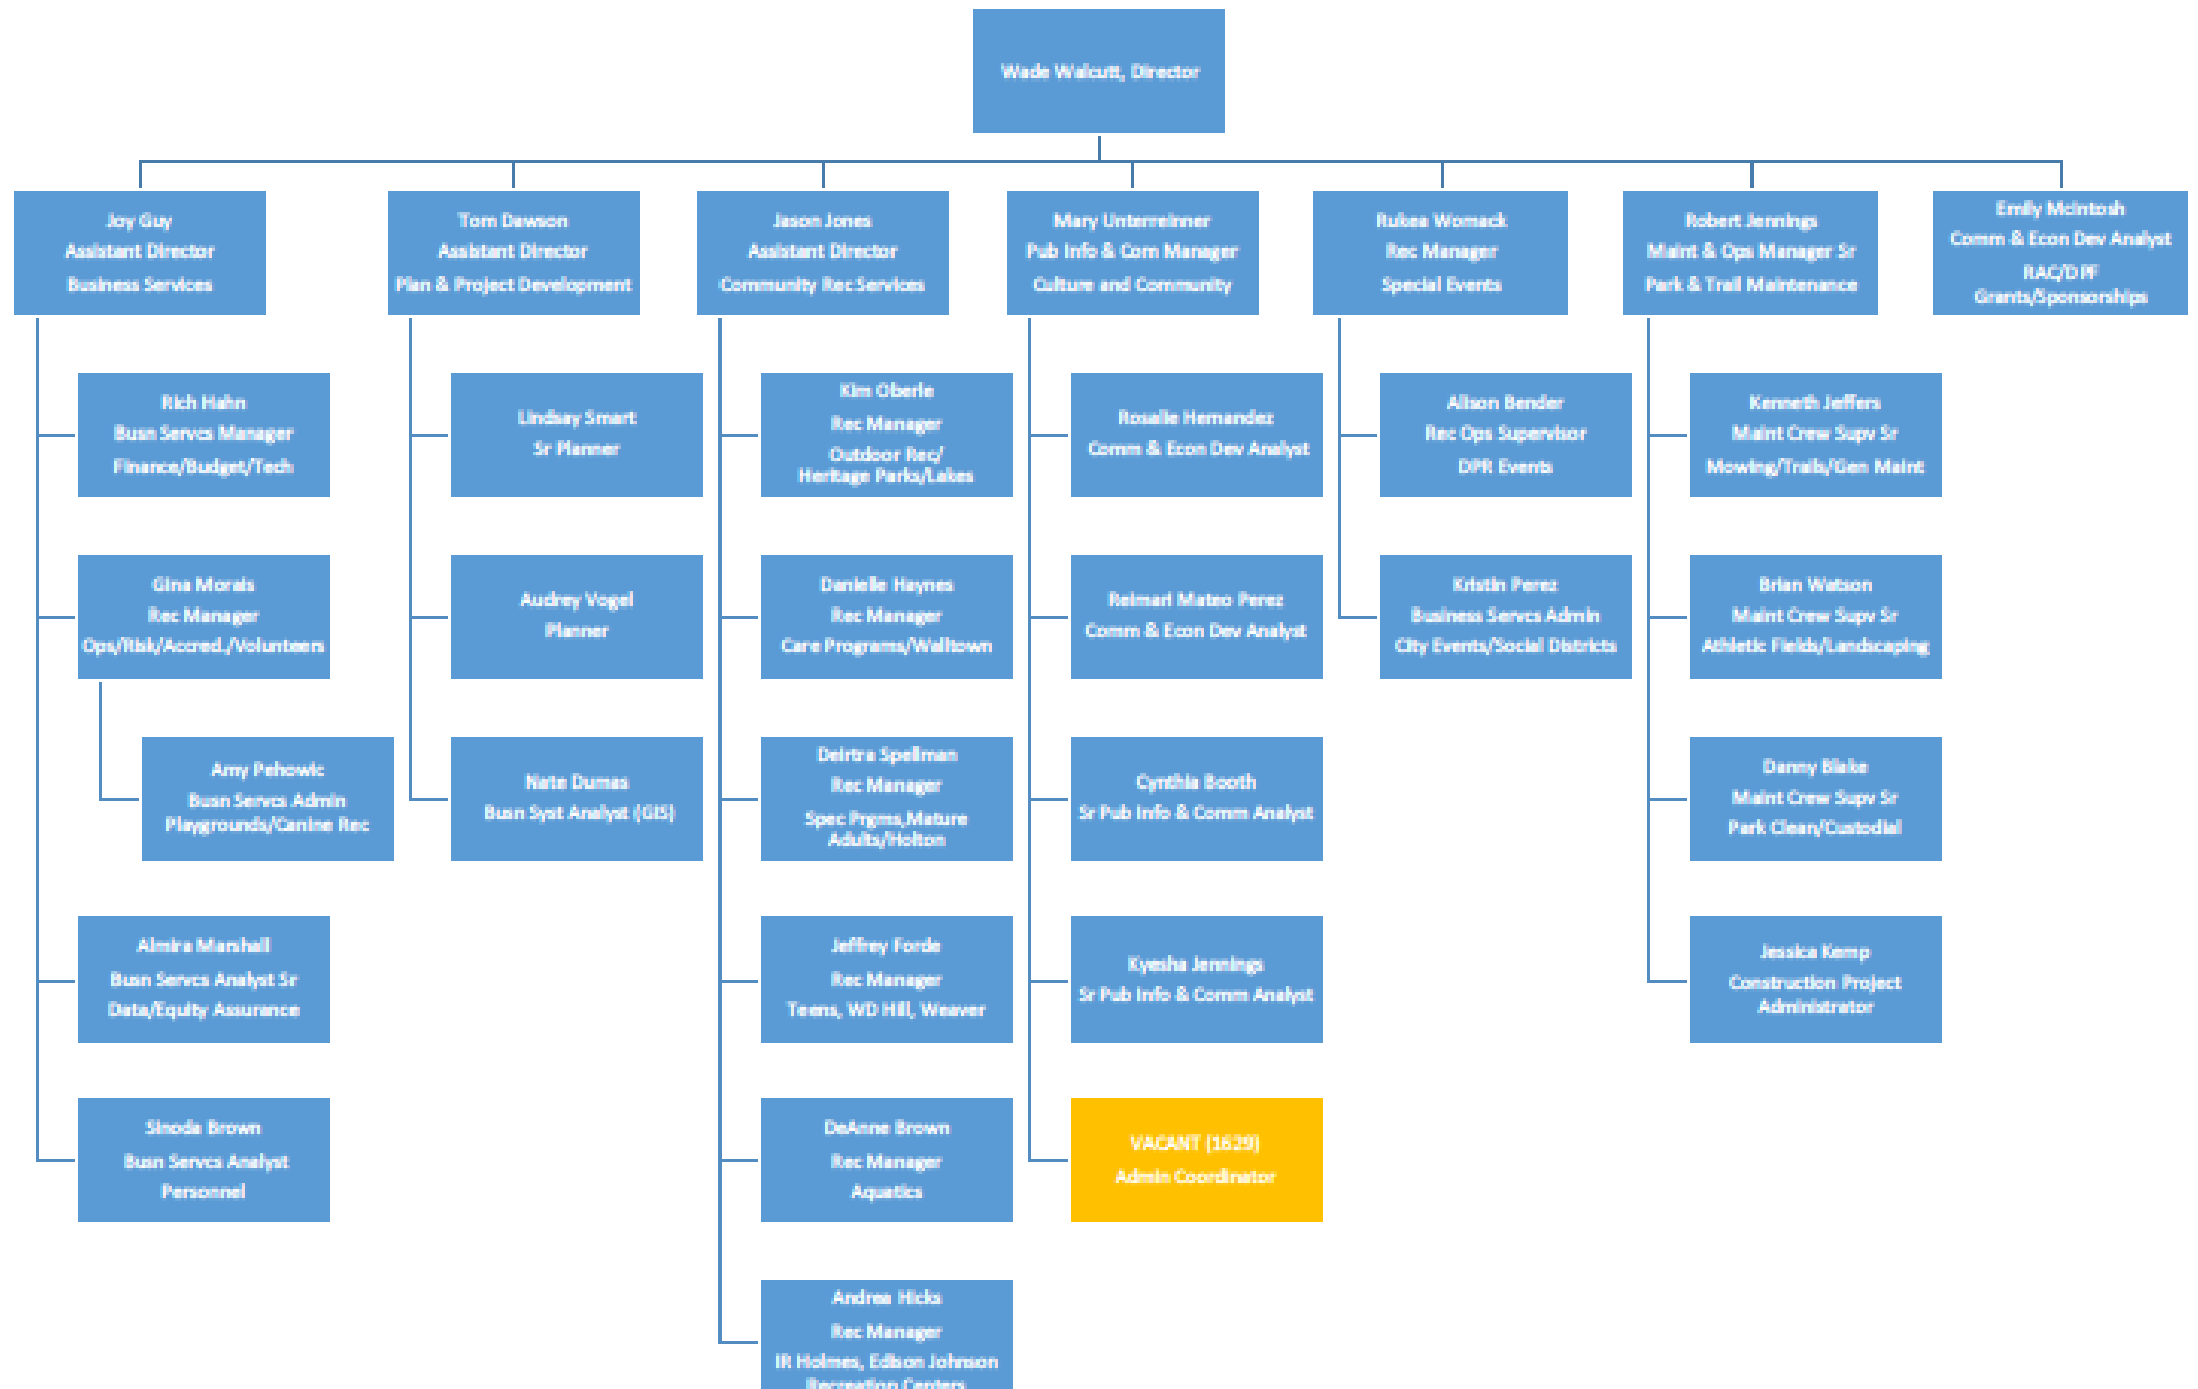 Wade Walcutt, Director
Joy Guy
Assistant Director
Business Services
Tom Dawson
Assistant Director
Plan & Project Development
Jason Jones
Assistant Director
Community Rec Services
Mary Unterreinner
Pub Info & Com Manager
Culture and Community
Rukea Womack
Rec Manager
Special Events
Robert Jennings
Maint & Ops Manager Sr
Park & Trail Maintenance
Emily McIntosh
Comm & Econ Dev Analyst
RAC/DPF
Grants/Sponsorships
Rich Hahn
Busn Servcs Manager
Finance/Budget/Tech
Gina Morais
Rec Manager
Ops/Risk/Accred./Volunteers
Amy Pehowic
Busn Servcs Admin
Playgrounds/Canine Rec
Almira Marshall
Busn Servcs Analyst Sr
Data/Equity Assurance
Sinoda Brown
Busn Servcs Analyst
Personnel
Lindsay Smart
Sr Planner
Audrey Vogel
Planner
Nate Dumas
Busn Syst Analyst (GIS)
Kim Oberle
Rec Manager
Outdoor Rec/
Heritage Parks/Lakes
Danielle Haynes
Rec Manager
Care Programs/Walltown
Deirtra Spellman
Rec Manager
Spec Prgms,Mature
Adults/Holton
Jeffrey Forde
Rec Manager
Teens, WD Hill, Weaver
DeAnne Brown
Rec Manager
Aquatics
Andrea Hicks
Rec Manager
IR Holmes, Edison Johnson
Recreation Centers
Rosalie Hernandez
Comm & Econ Dev Analyst
Reimari Mateo Perez
Comm & Econ Dev Analyst
Cynthia Booth
Sr Pub Info & Comm Analyst
Kyesha Jennings
Sr Pub Info & Comm Analyst
VACANT (1629)
Admin Coordinator
Alison Bender
Rec Ops Supervisor
DPR Events
Kristin Perez
Business Servcs Admin
City Events/Social Districts
Kenneth Jeffers
Maint Crew Supv Sr
Mowing/Trails/Gen Maint
Brian Watson
Maint Crew Supv Sr
Athletic Fields/Landscaping
Danny Blake
Maint Crew Supv Sr
Park Clean/Custodial
Jessica Kemp
Construction Project
Administrator